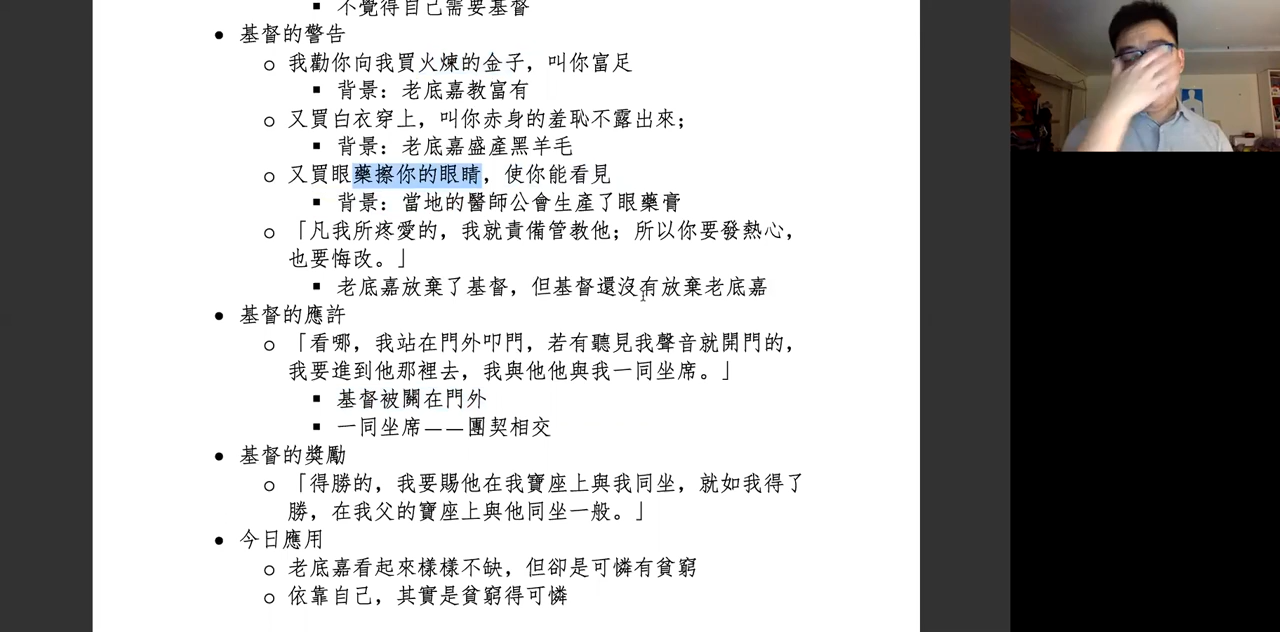 ▪ 不覺得自己需要基督
● 基督的警告
○ 我勸你向我買火煉的金子，叫你富足
▪ 背景：老底嘉教富有
○ 又買白衣穿上，叫你赤身的羞恥不露出來；
▪ 背景：老底嘉盛產黑羊毛
○ 又買眼藥擦你的眼睛，使你能看見
▪ 背景：當地的醫師公會生產了眼藥膏
○ 「凡我所疼愛的，我就責備管教他；所以你要發熱心，
也要悔改。」
▪ 老底嘉放棄了基督，但基督還沒有放棄老底嘉
● 基督的應許
○ 「看哪，我站在門外叩門，若有聽見我聲音就開門的，
我要進到他那裡去，我與他他與我一同坐席。」
▪ 基督被關在門外
▪ 一同坐席——團契相交
● 基督的獎勵
○ 「得勝的，我要賜他在我寶座上與我同坐，就如我得了
勝，在我父的寶座上與他同坐一般。」
● 今日應用
○ 老底嘉看起來樣樣不缺，但卻是可憐有貧窮
○ 依靠自己，其實是貧窮得可憐